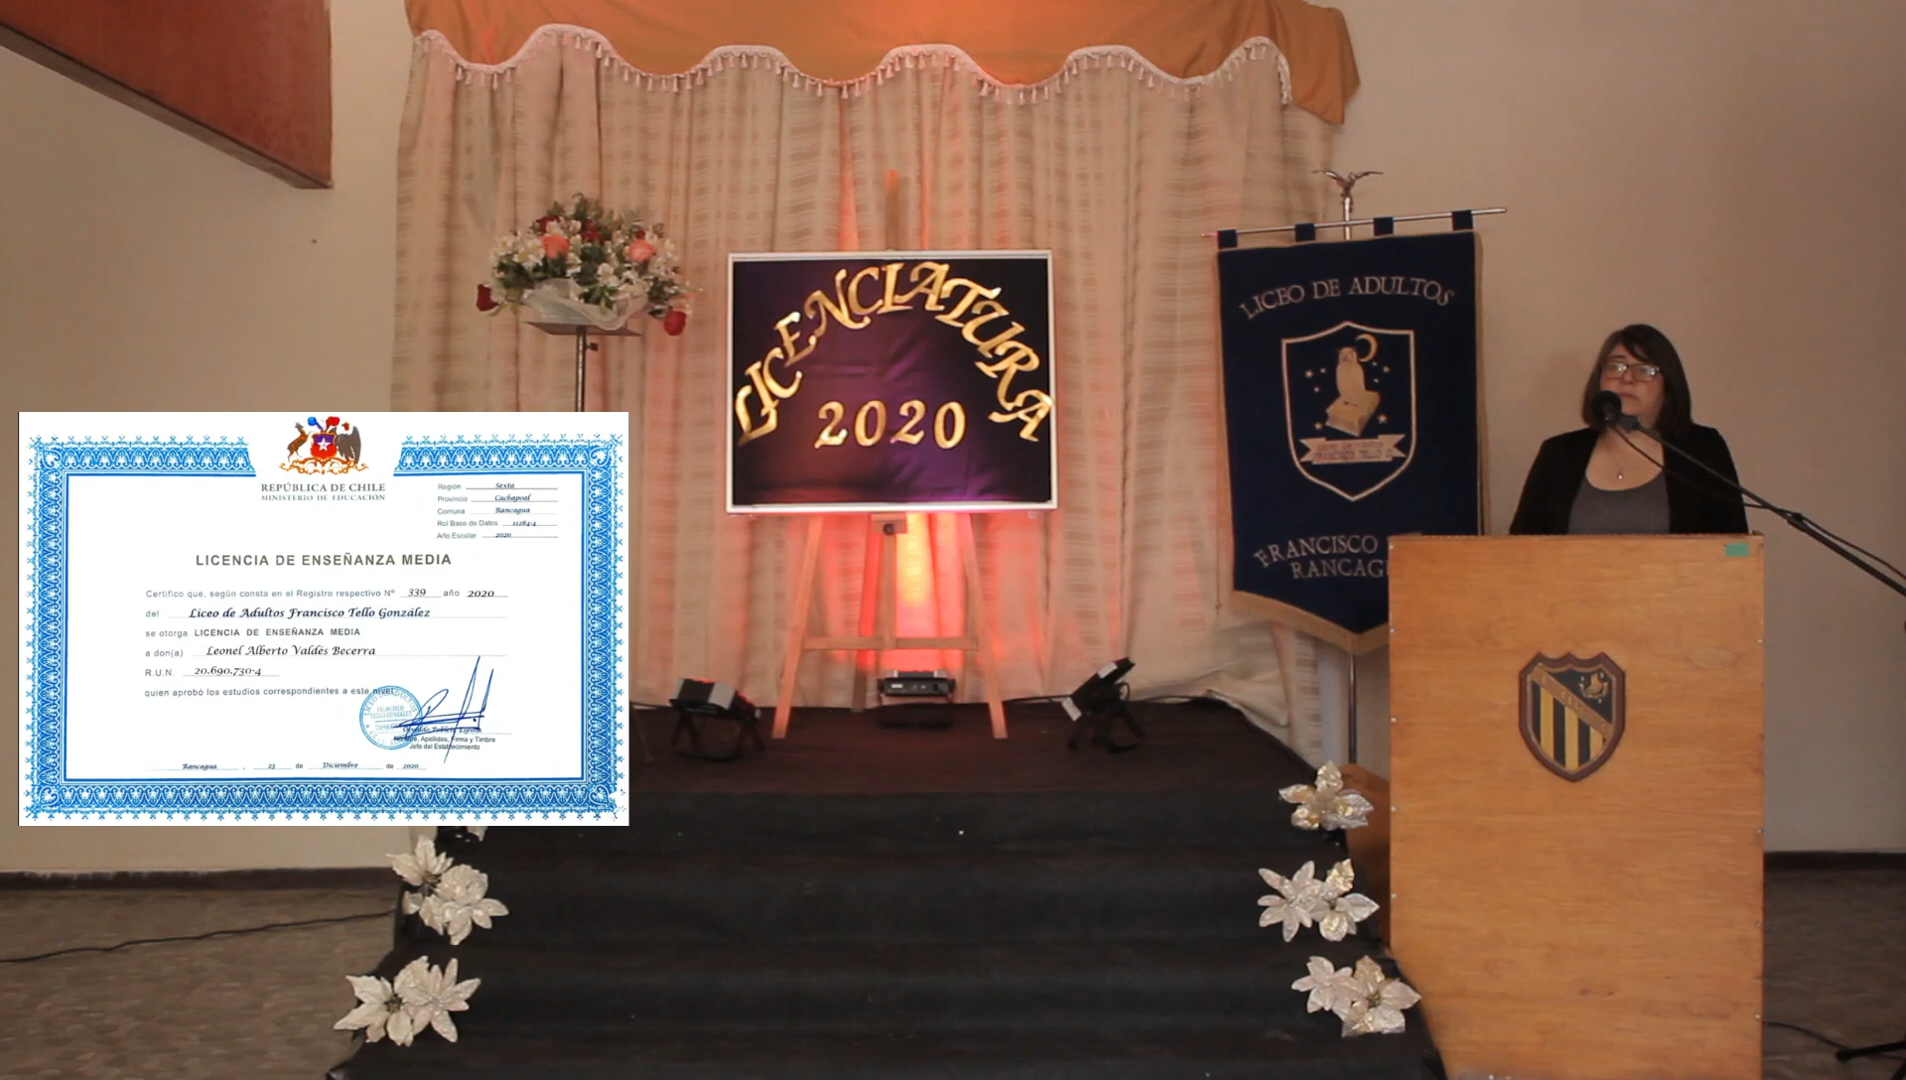 LICENCIATURA
2020
LICEO DE ADULTOS
FRANCISCO
RANCAG
REPÚBLICA DE CHILE
MINISTERIO DE EDUCACIÓN
Región Sexta
Provincia Cachapoal
Comuna Rancagua
Rol Base de Datos 11284-4
Año Escolar 2020
LICENCIA DE ENSEÑANZA MEDIA
Certifico que, según consta en el Registro respectivo Nº 339 año 2020
del Liceo de Adultos Francisco Tello González
se otorga LICENCIA DE ENSEÑANZA MEDIA
a don(a) Leonel Alberto Valdés Becerra
R.U.N. 20.690.730-4
quien aprobó los estudios correspondientes a este nivel
Nombre, Apellidos, Firma y Timbre
Jefe del Establecimiento
Rancagua, 23 de Diciembre de 2020